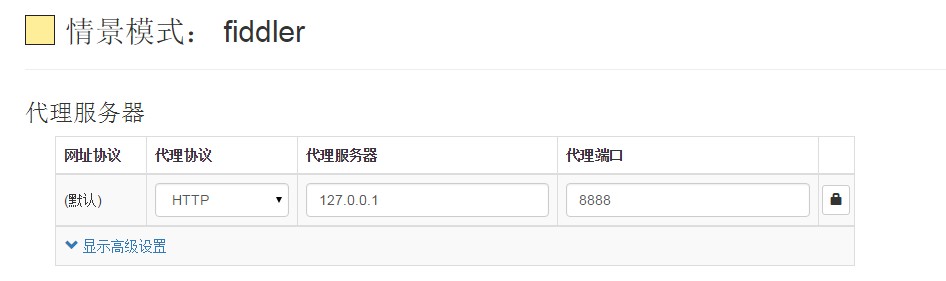 情景模式： fiddler
代理服务器
网址协议 代理协议 代理服务器 代理端口
(默认) HTTP 127.0.0.1 8888
显示高级设置